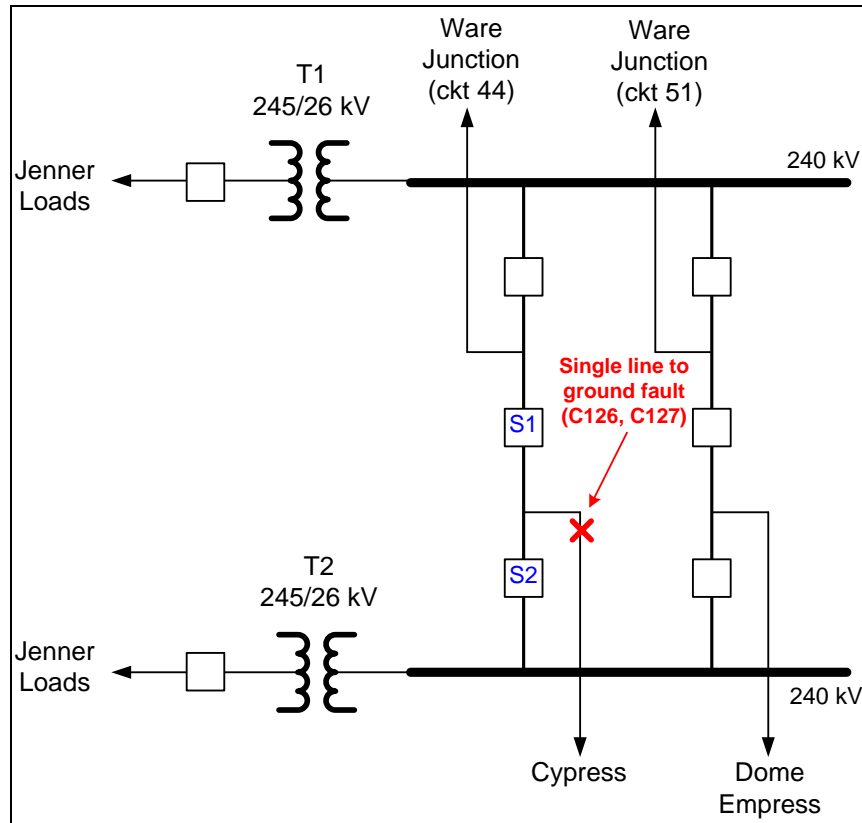 Ware
Junction
(ckt 44)
Ware
Junction
(ckt 51)
T1
245/26 kV
Jenner
Loads
240 kV
Single line to
ground fault
(C126, C127)
S1
S2
T2
245/26 kV
Jenner
Loads
240 kV
Cypress
Dome
Empress